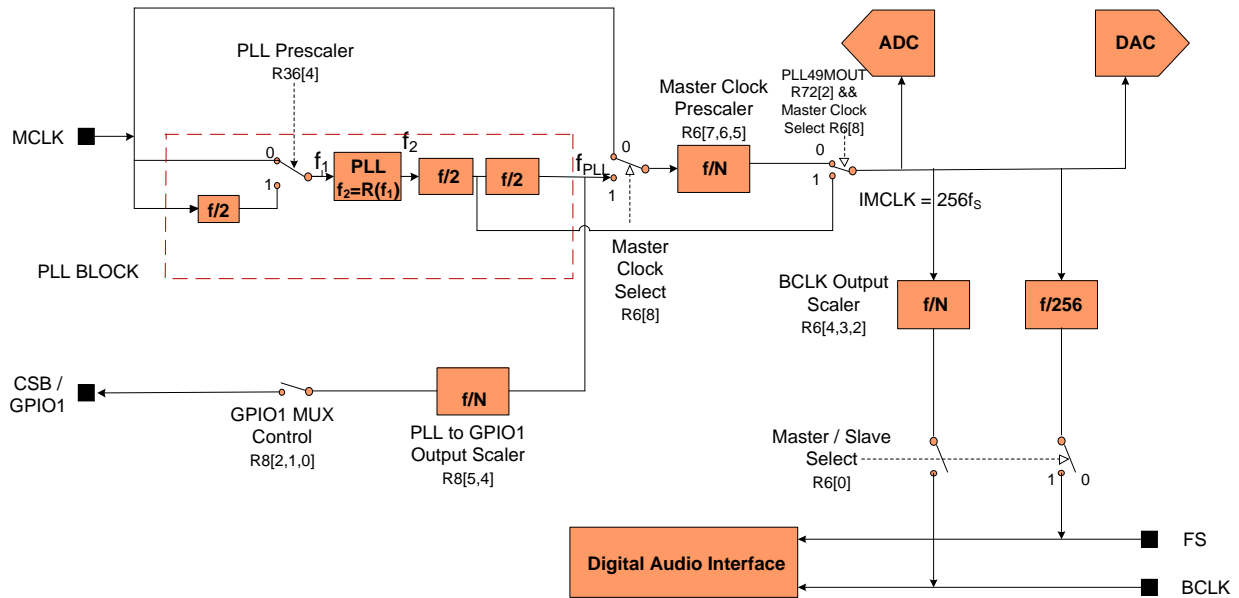 PLL Prescaler
R36[4]
MCLK
0
1
f1
PLL
f2=R(f1)
f2
f/2
f/2
f/2
fPLL
PLL BLOCK
0
1
Master
Clock
Select
R6[8]
Master Clock
Prescaler
R6[7,6,5]
f/N
PLL49MOUT
R72[2] &&
Master Clock
Select R6[8]
0
1
ADC
DAC
IMCLK = 256fS
BCLK Output
Scaler
R6[4,3,2]
f/N
f/256
CSB /
GPIO1
GPIO1 MUX
Control
R8[2,1,0]
f/N
PLL to GPIO1
Output Scaler
R8[5,4]
Master / Slave
Select
R6[0]
1
0
Digital Audio Interface
FS
BCLK